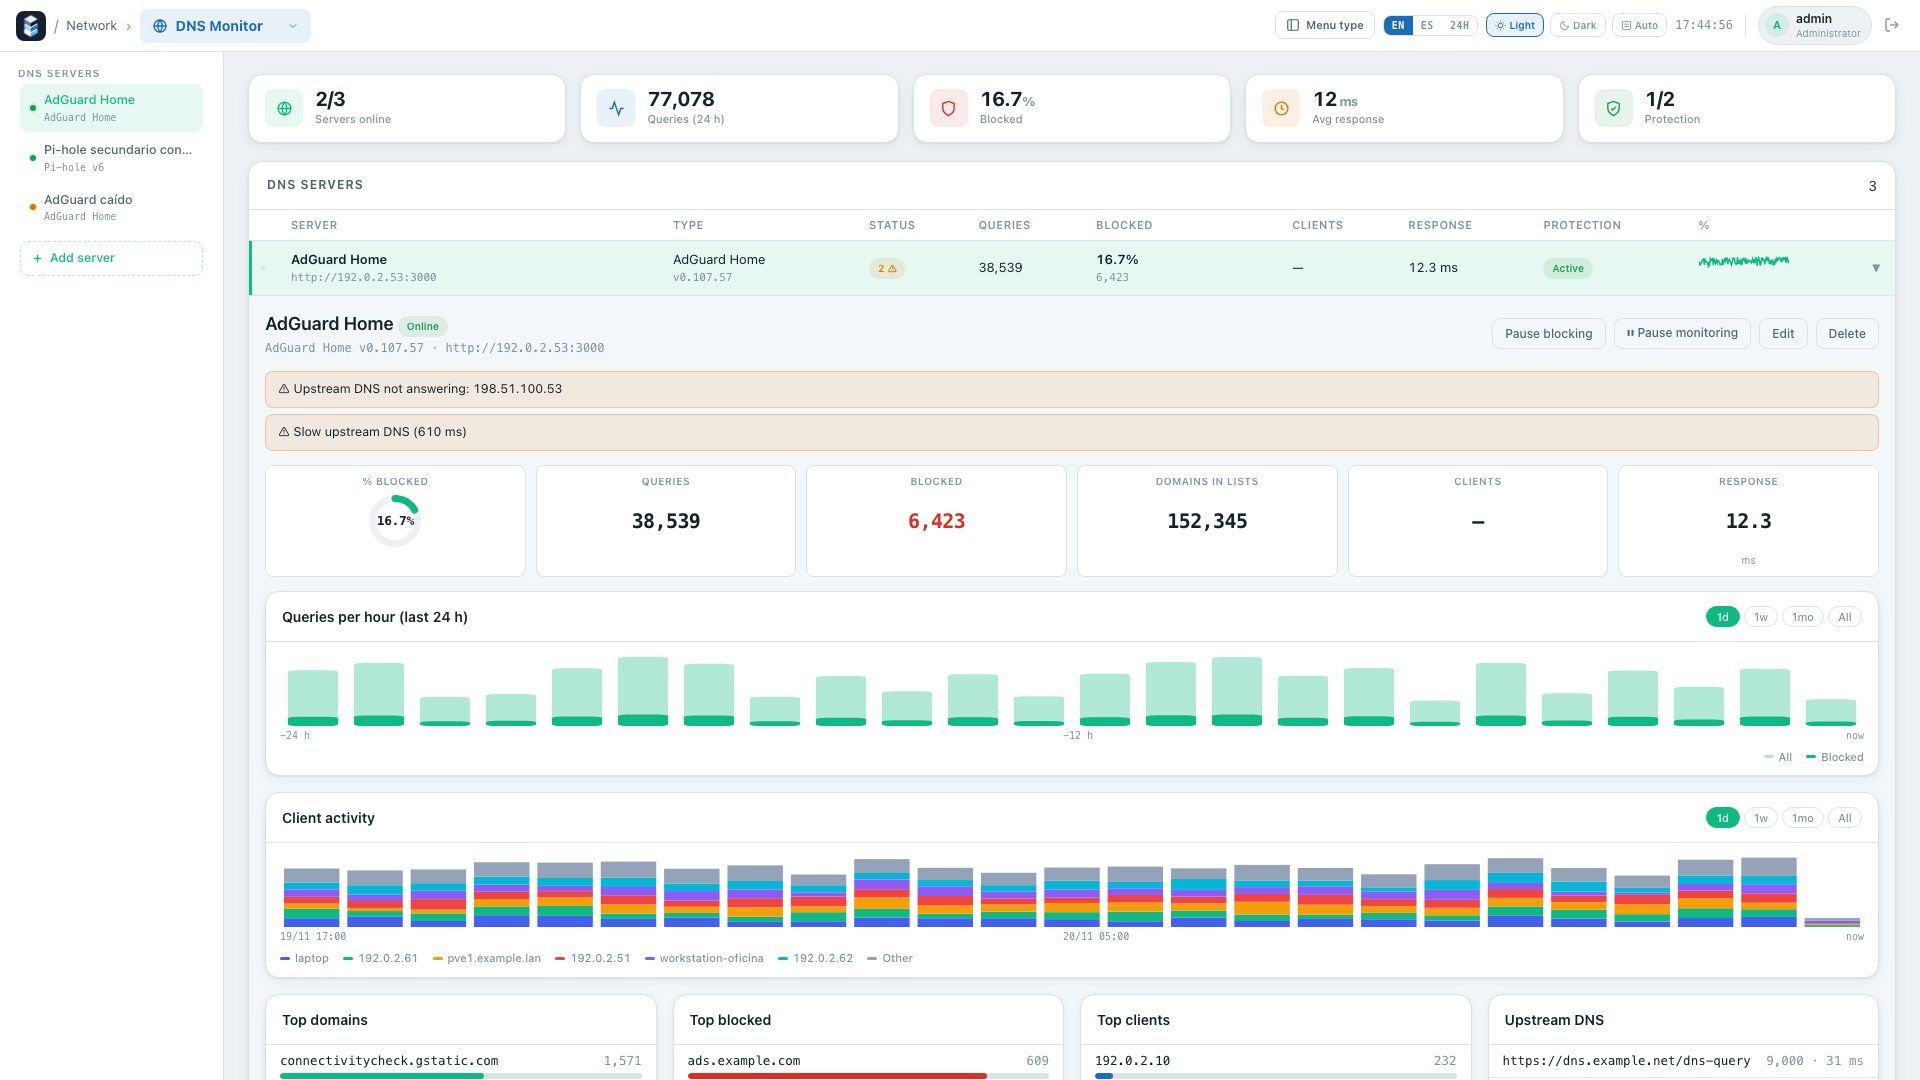 / Network › DNS Monitor
Menu type
EN ES 24H
Light
Dark
Auto
17:44:56
A
admin
Administrator
DNS SERVERS
AdGuard Home
AdGuard Home
Pi-hole secundario con...
Pi-hole v6
AdGuard caído
AdGuard Home
+ Add server
2/3
Servers online
77,078
Queries (24 h)
16.7%
Blocked
12 ms
Avg response
1/2
Protection
DNS SERVERS
3
SERVER TYPE STATUS QUERIES BLOCKED CLIENTS RESPONSE PROTECTION %
AdGuard Home
http://192.0.2.53:3000
AdGuard Home
v0.107.57
2 ⚠
38,539
16.7%
6,423
—
12.3 ms
Active
▼
AdGuard Home Online
AdGuard Home v0.107.57 · http://192.0.2.53:3000
Pause blocking
Pause monitoring
Edit
Delete
⚠ Upstream DNS not answering: 198.51.100.53
⚠ Slow upstream DNS (610 ms)
% BLOCKED
16.7%
QUERIES
38,539
BLOCKED
6,423
DOMAINS IN LISTS
152,345
CLIENTS
—
RESPONSE
12.3
ms
Queries per hour (last 24 h)
1d 1w 1mo All
−24 h −12 h now
All Blocked
Client activity
1d 1w 1mo All
19/11 17:00 20/11 05:00 now
laptop 192.0.2.61 pve1.example.lan 192.0.2.51 workstation-oficina 192.0.2.62 Other
Top domains
connectivitycheck.gstatic.com 1,571
Top blocked
ads.example.com 609
Top clients
192.0.2.10 232
Upstream DNS
https://dns.example.net/dns-query 9,000 · 31 ms